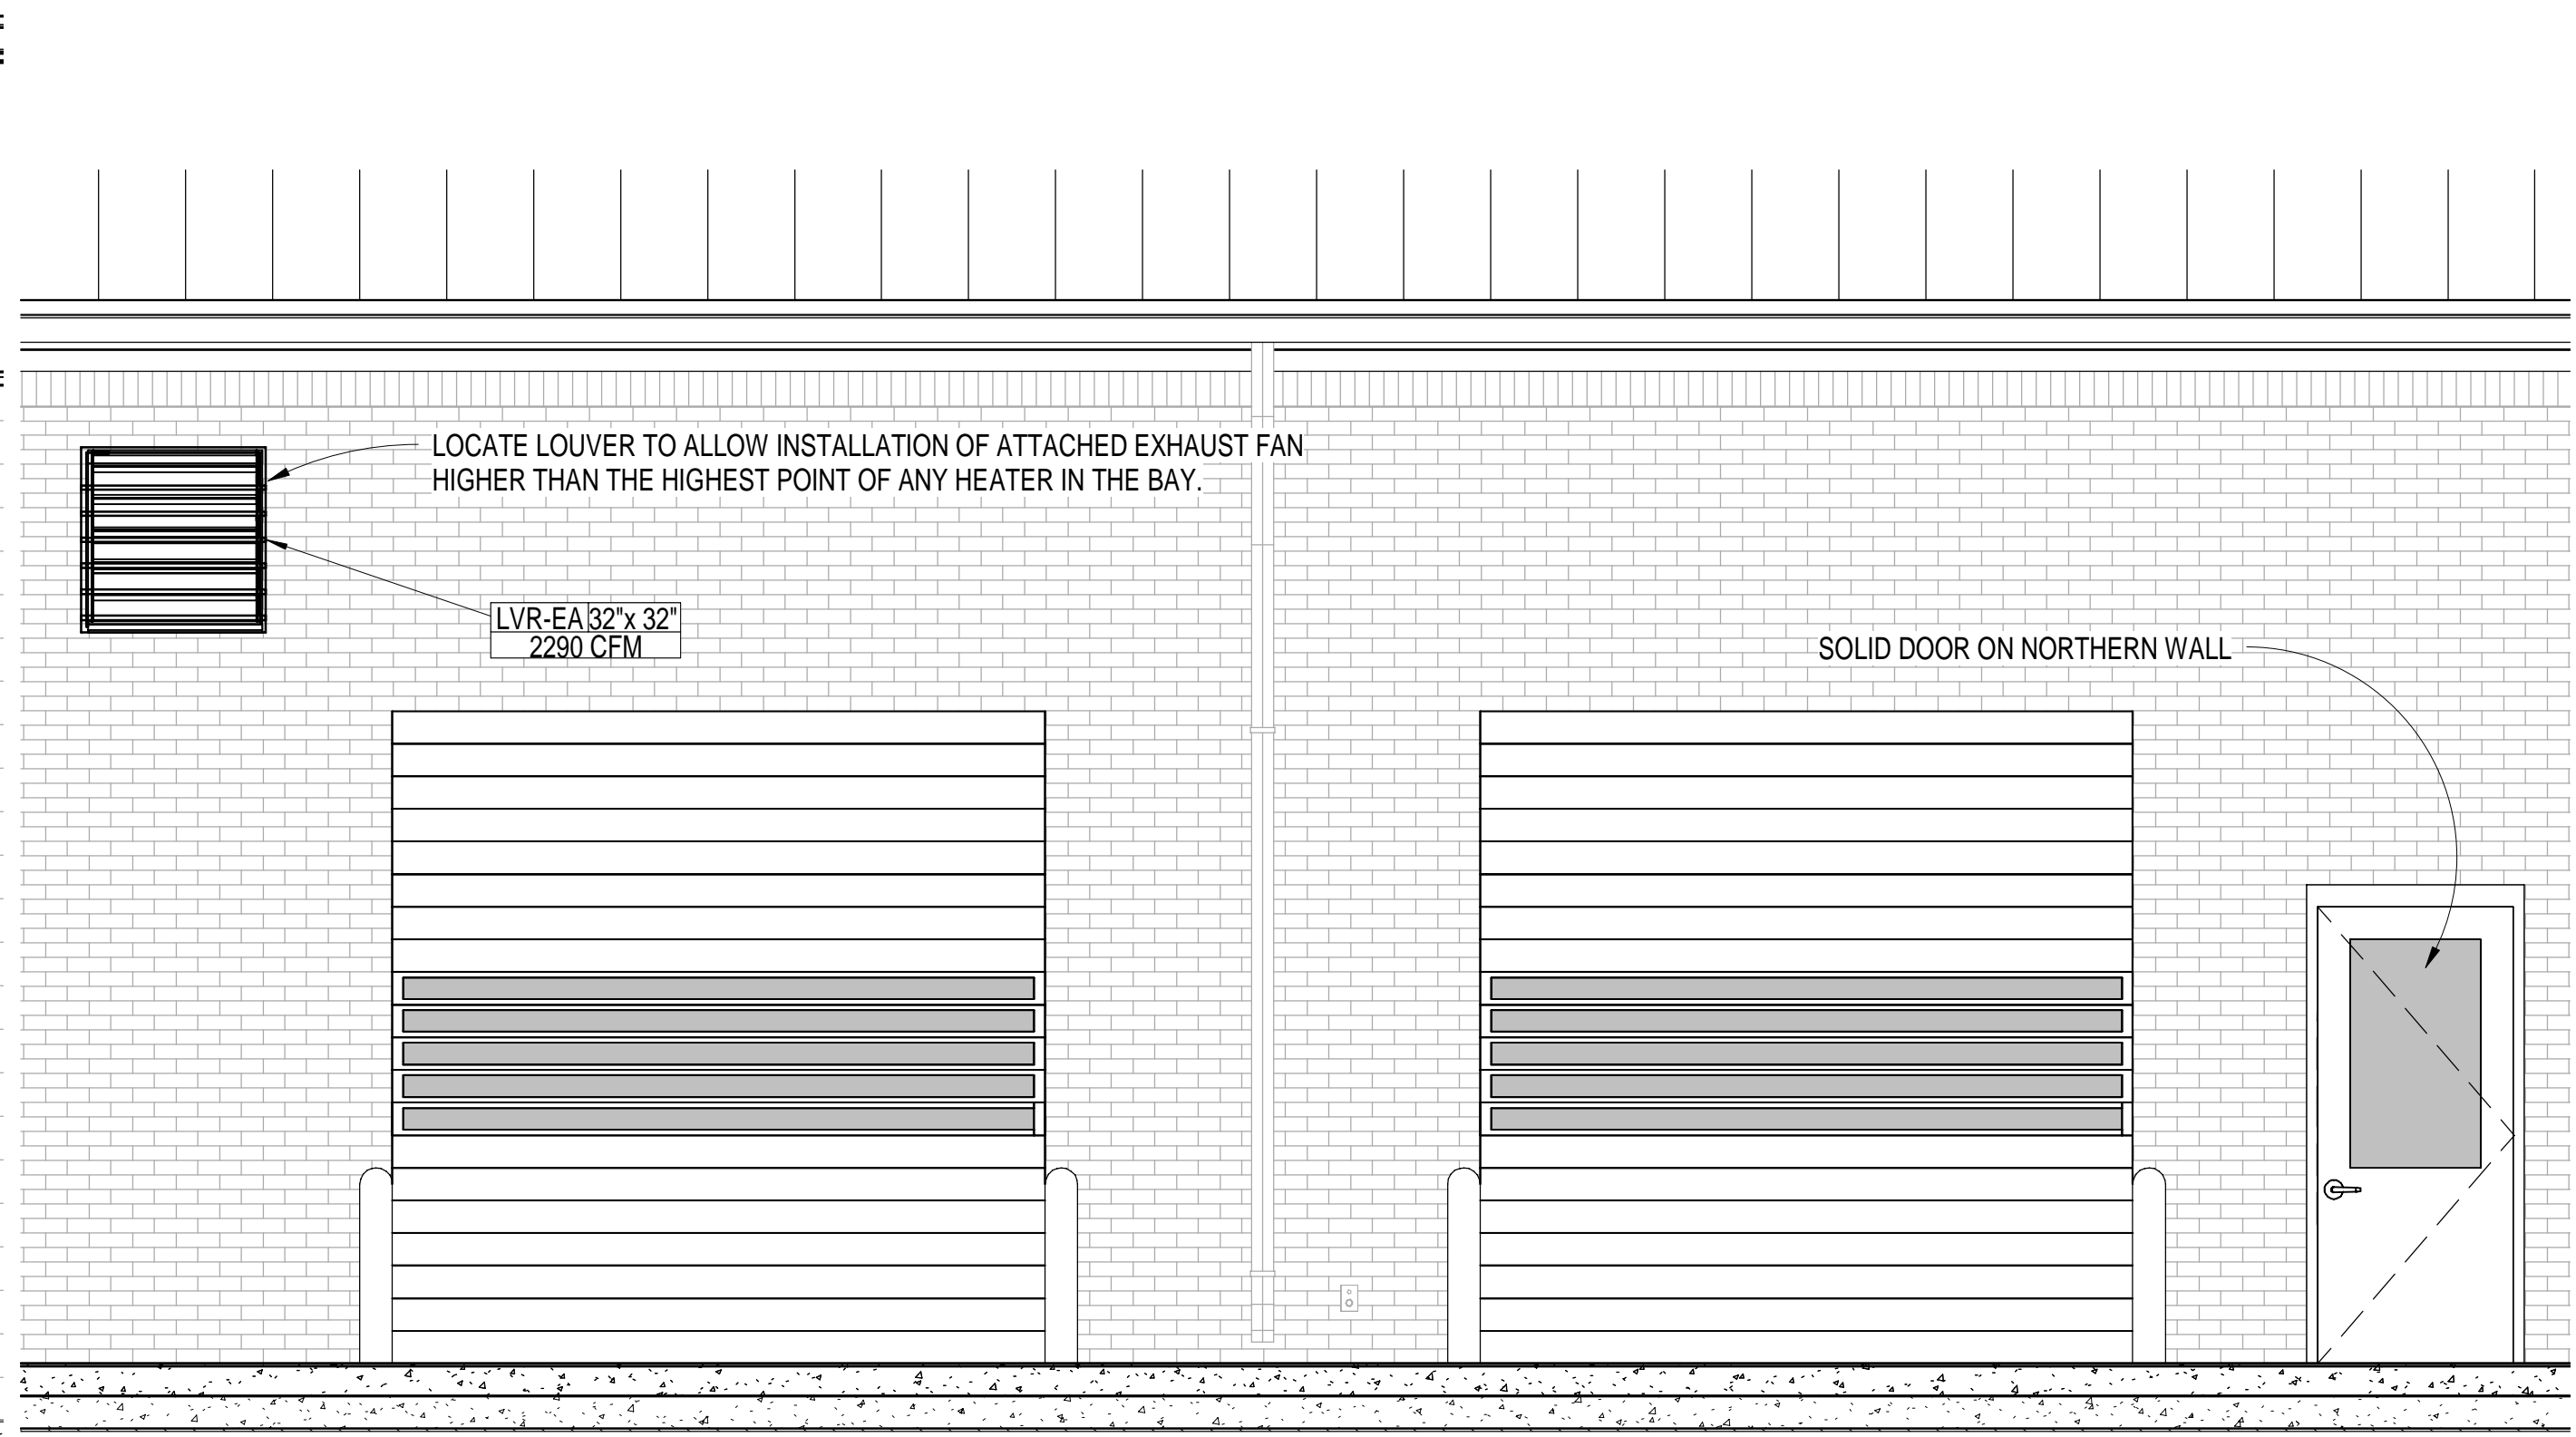 LOCATE LOUVER TO ALLOW INSTALLATION OF ATTACHED EXHAUST FAN
HIGHER THAN THE HIGHEST POINT OF ANY HEATER IN THE BAY.
LVR-EA 32"x 32"
2290 CFM
SOLID DOOR ON NORTHERN WALL